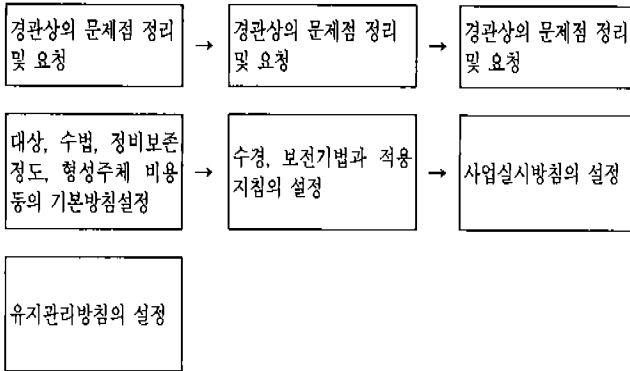 경관상의 문제점 정리
및 요청
→
경관상의 문제점 정리
및 요청
→
경관상의 문제점 정리
및 요청
대상, 수법, 정비보존
정도, 형성주체 비용
등의 기본방침설정
→
수경, 보전기법과 적용
지침의 설정
→
사업실시방침의 설정
유지관리방침의 설정